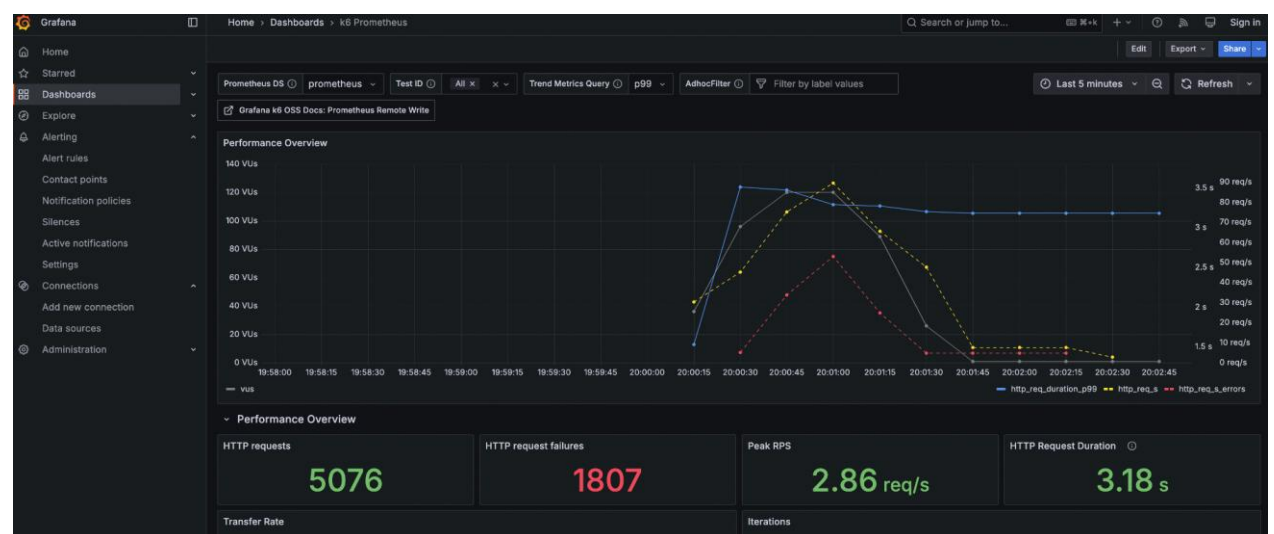 Grafana
Home › Dashboards › k6 Prometheus
Search or jump to...
⌘+k
Sign in
Edit
Export
Share
Home
Starred
Dashboards
Explore
Alerting
Alert rules
Contact points
Notification policies
Silences
Active notifications
Settings
Connections
Add new connection
Data sources
Administration
Prometheus DS prometheus Test ID All × × Trend Metrics Query p99 AdhocFilter Filter by label values
Last 5 minutes
Refresh
Grafana k6 OSS Docs: Prometheus Remote Write
Performance Overview
140 VUs
120 VUs
100 VUs
80 VUs
60 VUs
40 VUs
20 VUs
0 VUs
3.5 s
3 s
2.5 s
2 s
1.5 s
90 req/s
80 req/s
70 req/s
60 req/s
50 req/s
40 req/s
30 req/s
20 req/s
10 req/s
0 req/s
19:58:00 19:58:15 19:58:30 19:58:45 19:59:00 19:59:15 19:59:30 19:59:45 20:00:00 20:00:15 20:00:30 20:00:45 20:01:00 20:01:15 20:01:30 20:01:45 20:02:00 20:02:15 20:02:30 20:02:45
vus
http_req_duration_p99 http_req_s http_req_s_errors
Performance Overview
HTTP requests
5076
HTTP request failures
1807
Peak RPS
2.86 req/s
HTTP Request Duration
3.18 s
Transfer Rate
Iterations